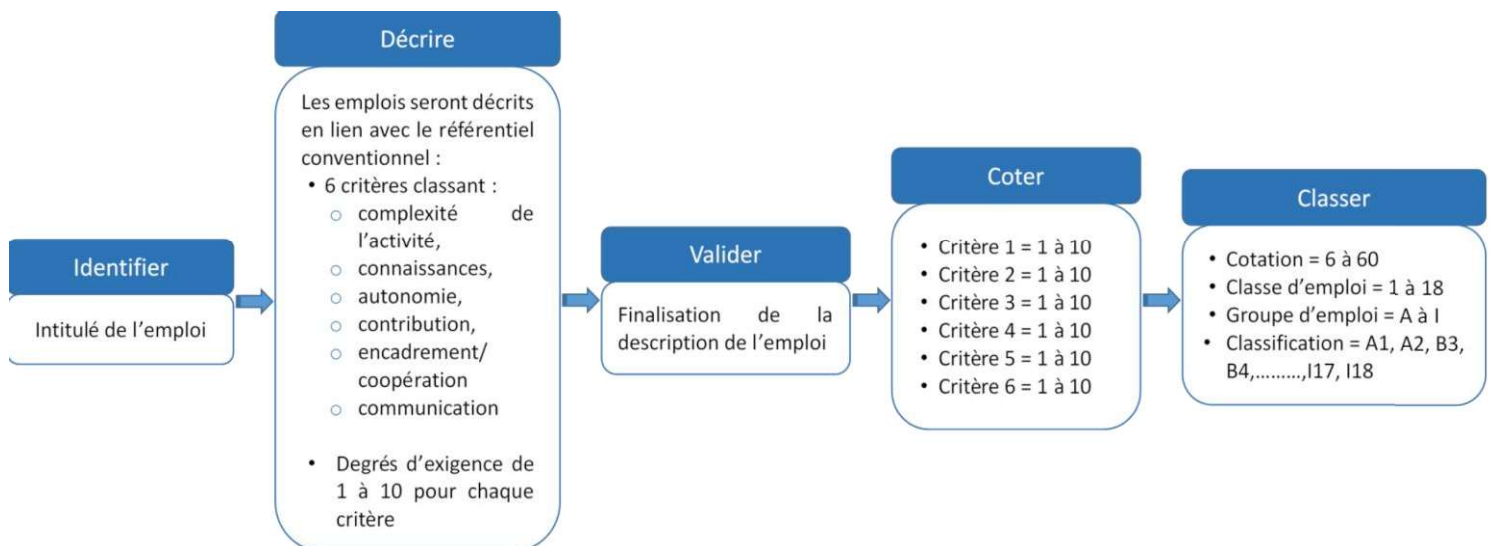 Identifier
Intitulé de l'emploi
Décrire
Les emplois seront décrits
en lien avec le référentiel
conventionnel :
• 6 critères classant :
o complexité de
l'activité,
o connaissances,
o autonomie,
o contribution,
o encadrement/
coopération
o communication
• Degrés d'exigence de
1 à 10 pour chaque
critère
Valider
Finalisation de la
description de l'emploi
Coter
• Critère 1 = 1 à 10
• Critère 2 = 1 à 10
• Critère 3 = 1 à 10
• Critère 4 = 1 à 10
• Critère 5 = 1 à 10
• Critère 6 = 1 à 10
Classer
• Cotation = 6 à 60
• Classe d'emploi = 1 à 18
• Groupe d'emploi = A à I
• Classification = A1, A2, B3,
B4,.........,I17, I18